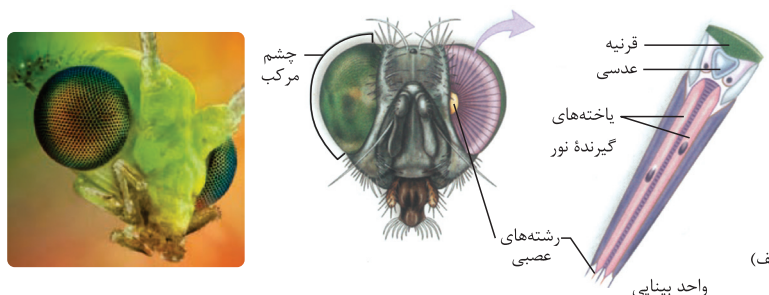 قرنیه
عدسی
یاخته‌های
گیرندهٔ نور
چشم
مرکب
رشته‌های
عصبی
واحد بینایی
ف)